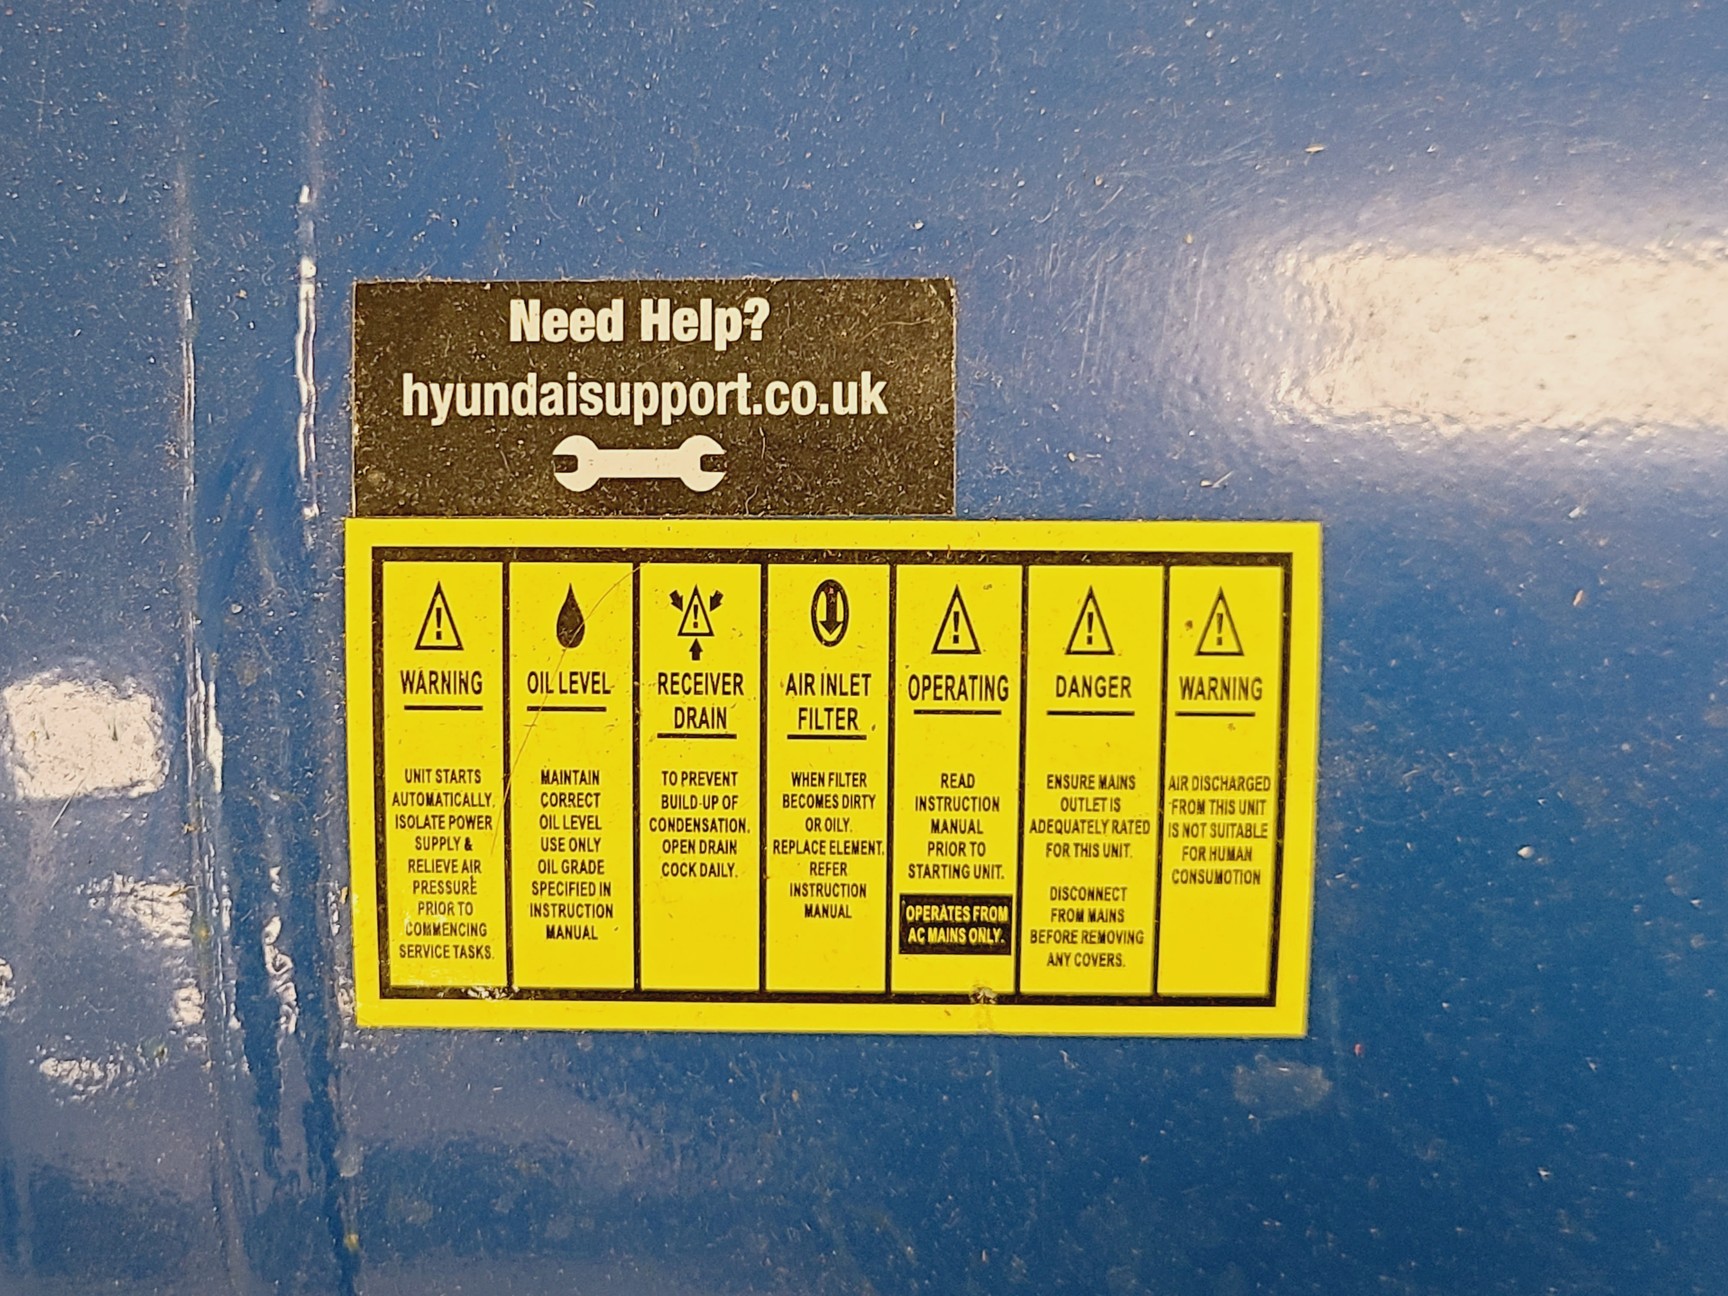 Need Help?
hyundaisupport.co.uk
WARNING
UNIT STARTS
AUTOMATICALLY.
ISOLATE POWER
SUPPLY &
RELIEVE AIR
PRESSURE
PRIOR TO
COMMENCING
SERVICE TASKS.
OIL LEVEL
MAINTAIN
CORRECT
OIL LEVEL
USE ONLY
OIL GRADE
SPECIFIED IN
INSTRUCTION
MANUAL
RECEIVER
DRAIN
TO PREVENT
BUILD-UP OF
CONDENSATION.
OPEN DRAIN
COCK DAILY.
AIR INLET
FILTER
WHEN FILTER
BECOMES DIRTY
OR OILY.
REPLACE ELEMENT.
REFER
INSTRUCTION
MANUAL
OPERATING
READ
INSTRUCTION
MANUAL
PRIOR TO
STARTING UNIT.
OPERATES FROM
AC MAINS ONLY.
DANGER
ENSURE MAINS
OUTLET IS
ADEQUATELY RATED
FOR THIS UNIT.
DISCONNECT
FROM MAINS
BEFORE REMOVING
ANY COVERS.
WARNING
AIR DISCHARGED
FROM THIS UNIT
IS NOT SUITABLE
FOR HUMAN
CONSUMOTION